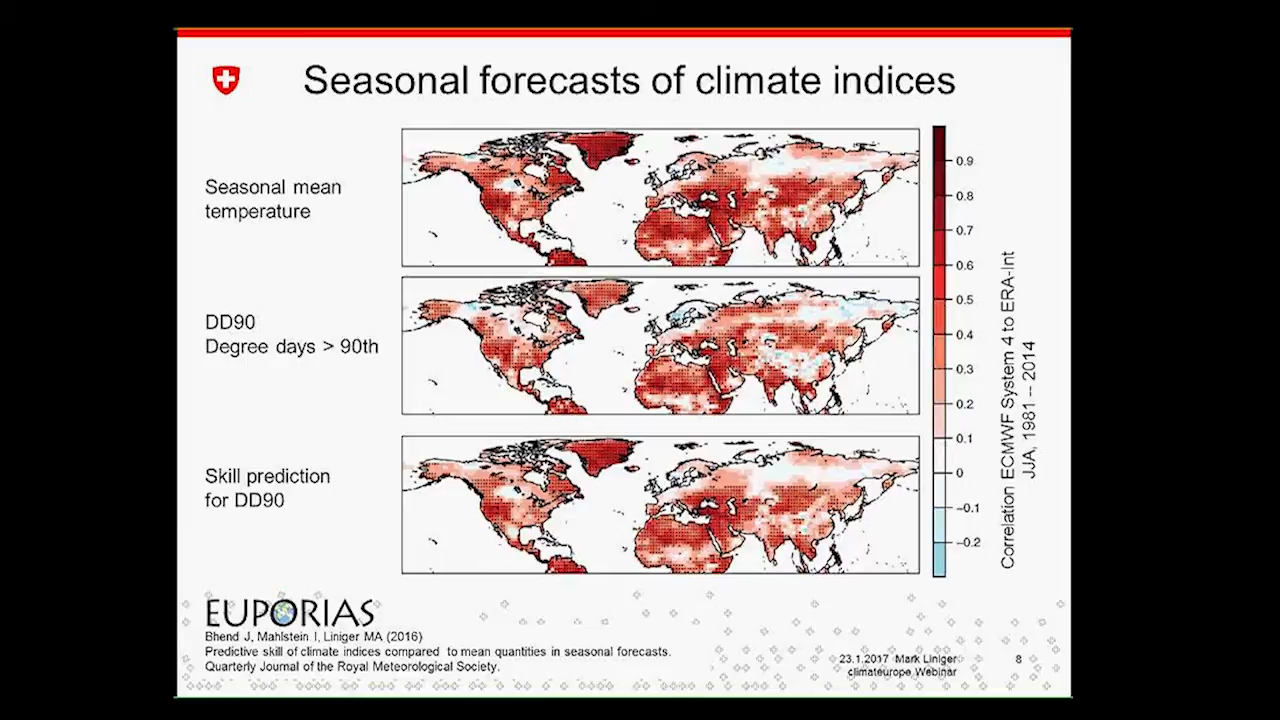 Seasonal forecasts of climate indices
Seasonal mean
temperature
DD90
Degree days > 90th
Skill prediction
for DD90
0.9
0.8
0.7
0.6
0.5
0.4
0.3
0.2
0.1
0
−0.1
−0.2
Correlation ECMWF System 4 to ERA-Int
JJA, 1981 – 2014
EUPORIAS
Bhend J, Mahlstein I, Liniger MA (2016)
Predictive skill of climate indices compared to mean quantities in seasonal forecasts.
Quarterly Journal of the Royal Meteorological Society.
23.1.2017 Mark Liniger
climateurope Webinar
8